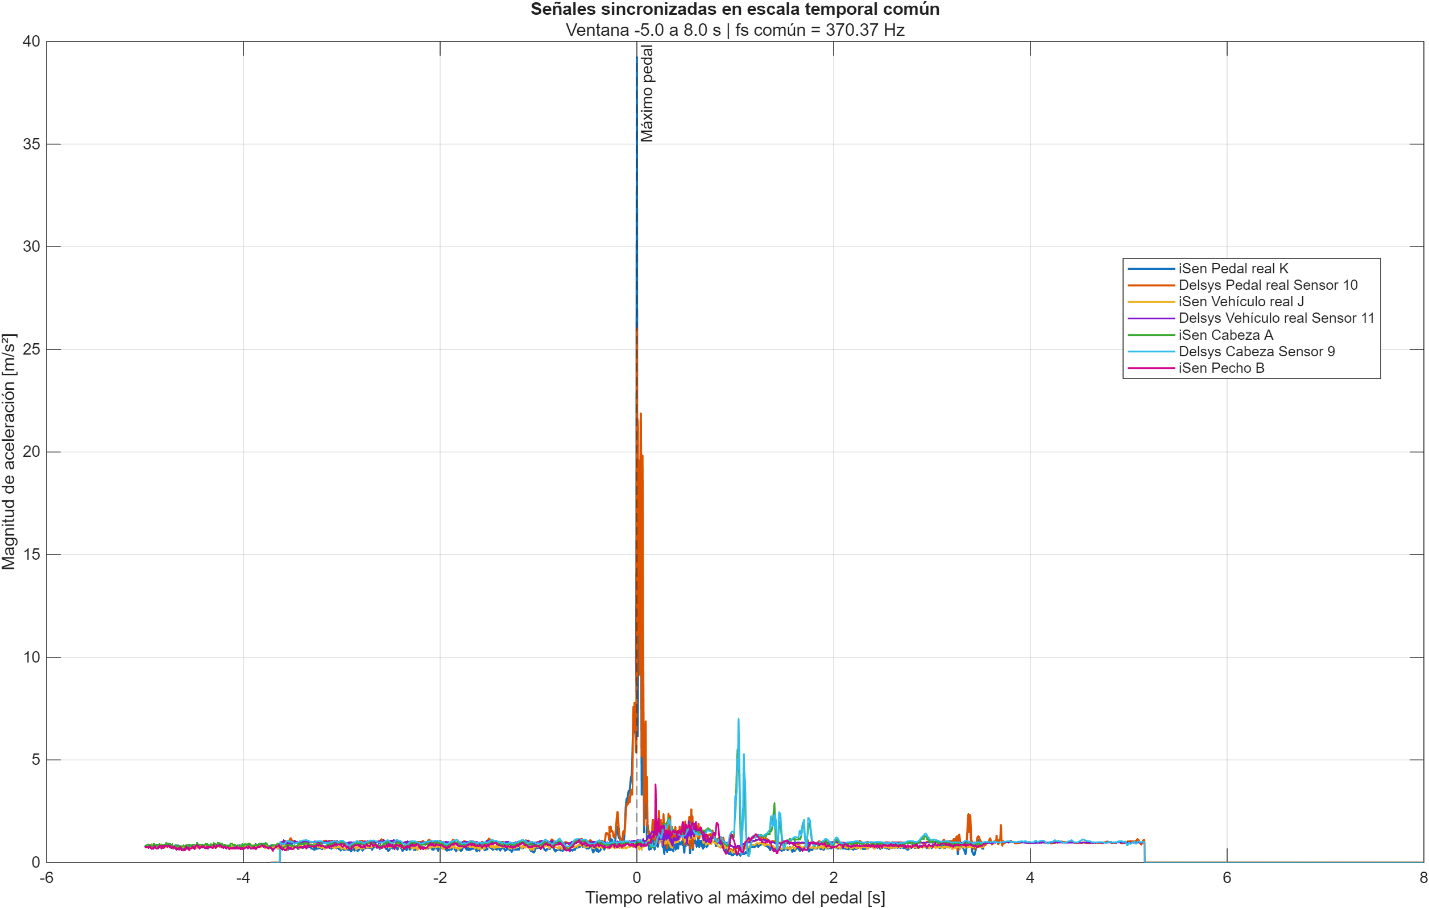 Señales sincronizadas en escala temporal común
Ventana -5.0 a 8.0 s | fs común = 370.37 Hz
40
35
30
25
20
15
10
5
0
Magnitud de aceleración [m/s²]
Máximo pedal
iSen Pedal real K
Delsys Pedal real Sensor 10
iSen Vehículo real J
Delsys Vehículo real Sensor 11
iSen Cabeza A
Delsys Cabeza Sensor 9
iSen Pecho B
-6 -4 -2 0 2 4 6 8
Tiempo relativo al máximo del pedal [s]